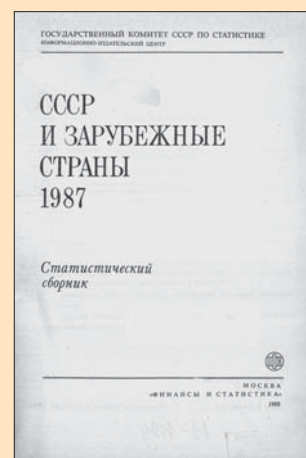 ГОСУДАРСТВЕННЫЙ КОМИТЕТ СССР ПО СТАТИСТИКЕ
ИНФОРМАЦИОННО-ИЗДАТЕЛЬСКИЙ ЦЕНТР
СССР
И ЗАРУБЕЖНЫЕ
СТРАНЫ
1987
Статистический
сборник
МОСКВА
«ФИНАНСЫ И СТАТИСТИКА»
1988